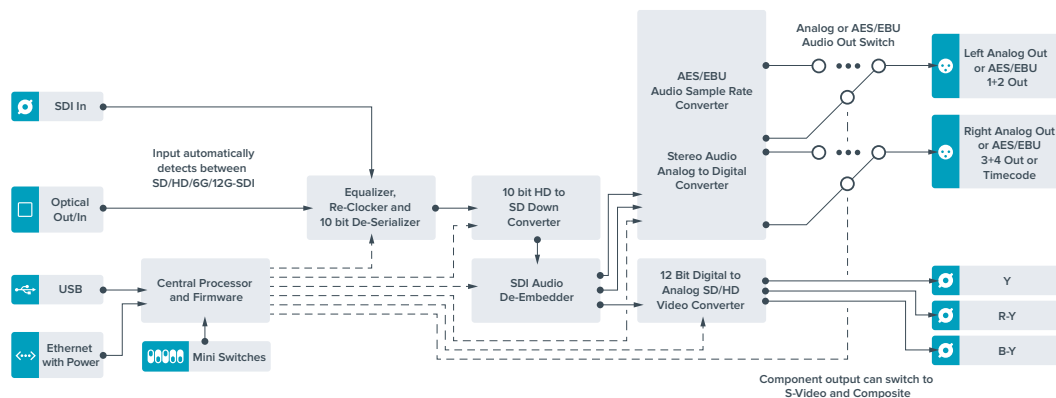 Analog or AES/EBU
Audio Out Switch
SDI In
Input automatically
detects between
SD/HD/6G/12G-SDI
Optical
Out/In
Equalizer,
Re-Clocker and
10 bit De-Serializer
10 bit HD to
SD Down
Converter
AES/EBU
Audio Sample Rate
Converter
Stereo Audio
Analog to Digital
Converter
Left Analog Out
or AES/EBU
1+2 Out
Right Analog Out
or AES/EBU
3+4 Out or
Timecode
USB
Ethernet
with Power
Central Processor
and Firmware
Mini Switches
SDI Audio
De-Embedder
12 Bit Digital to
Analog SD/HD
Video Converter
Y
R-Y
B-Y
Component output can switch to
S-Video and Composite